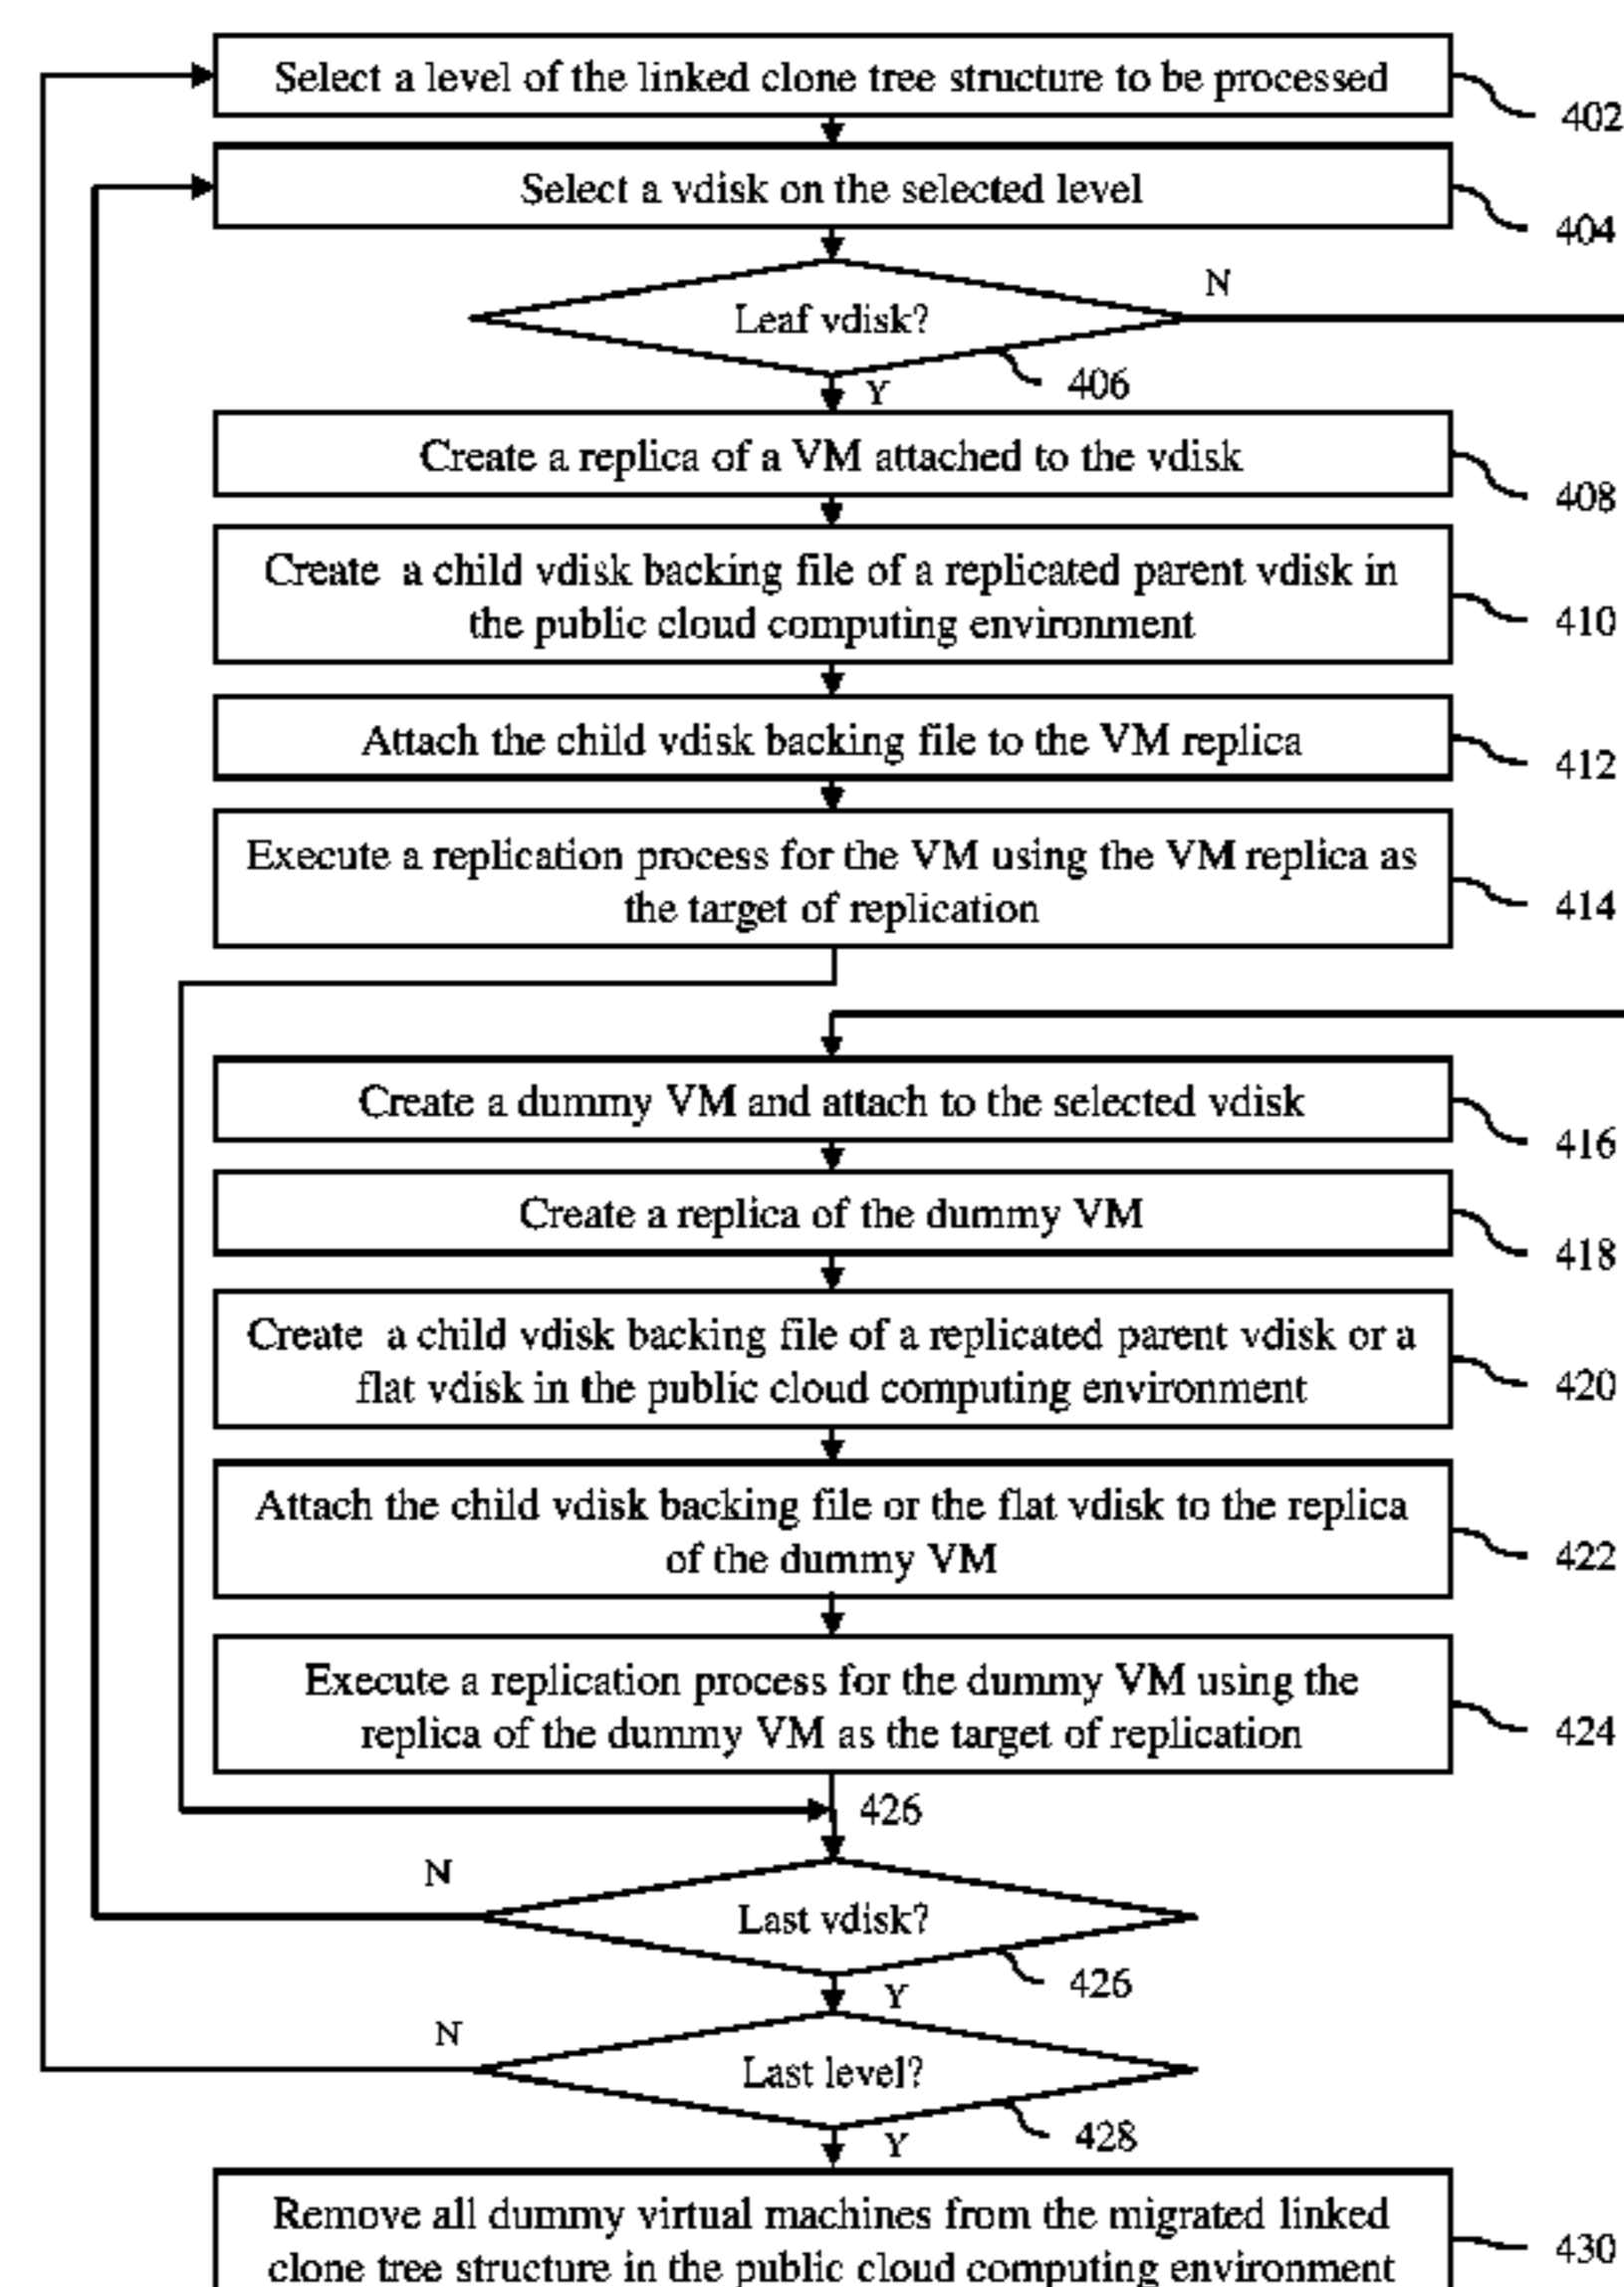 Select a level of the linked clone tree structure to be processed
402
Select a vdisk on the selected level
404
N
Leaf vdisk?
406
Y
Create a replica of a VM attached to the vdisk
408
Create a child vdisk backing file of a replicated parent vdisk in
the public cloud computing environment
410
Attach the child vdisk backing file to the VM replica
412
Execute a replication process for the VM using the VM replica as
the target of replication
414
Create a dummy VM and attach to the selected vdisk
416
Create a replica of the dummy VM
418
Create a child vdisk backing file of a replicated parent vdisk or a
flat vdisk in the public cloud computing environment
420
Attach the child vdisk backing file or the flat vdisk to the replica
of the dummy VM
422
Execute a replication process for the dummy VM using the
replica of the dummy VM as the target of replication
424
426
N
Last vdisk?
426
Y
N
Last level?
428
Y
Remove all dummy virtual machines from the migrated linked
clone tree structure in the public cloud computing environment
430